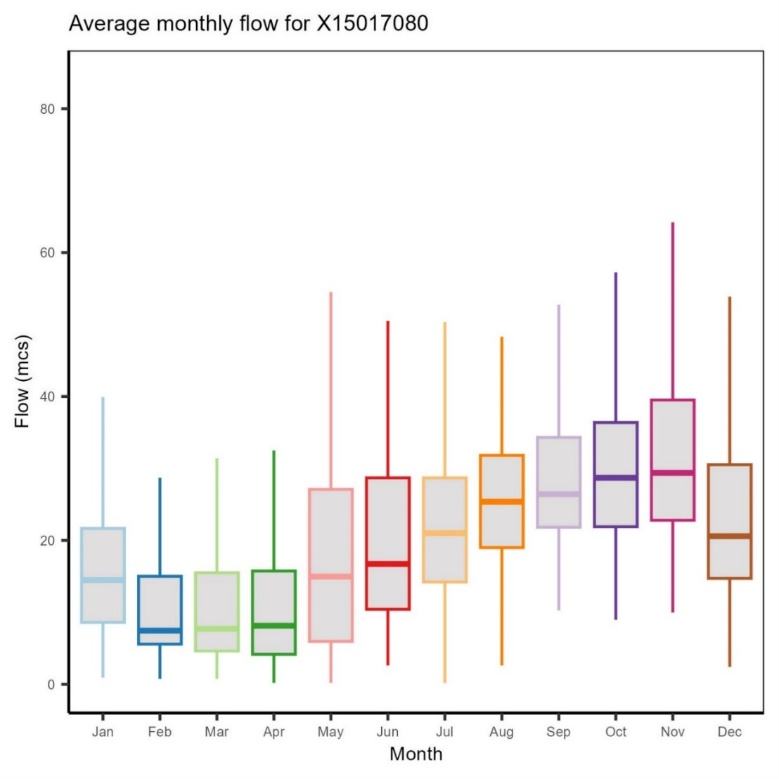 Average monthly flow for X15017080
Flow (mcs)
80
60
40
20
0
Jan Feb Mar Apr May Jun Jul Aug Sep Oct Nov Dec
Month